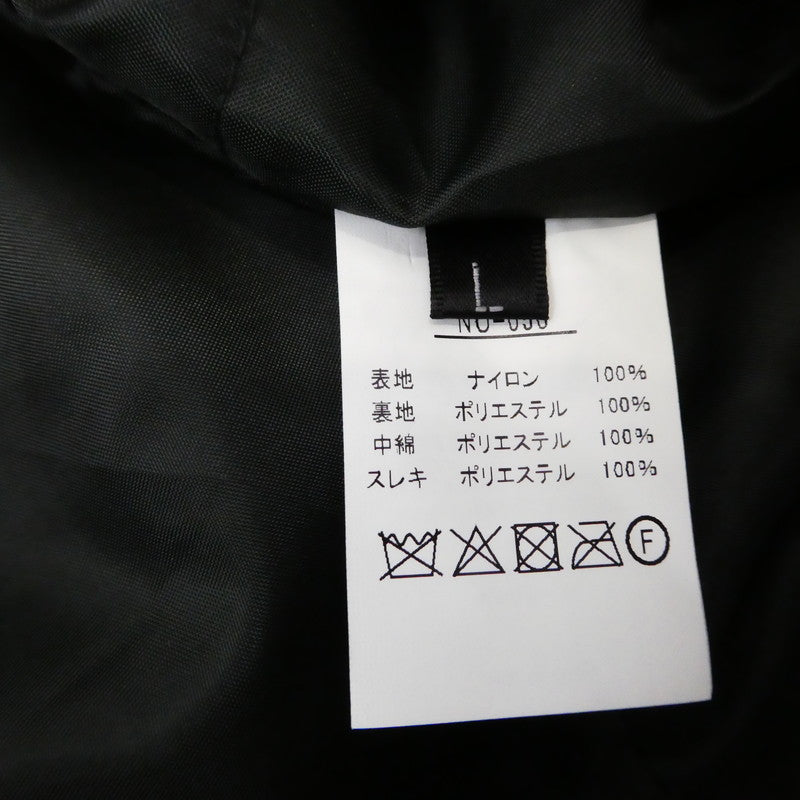 L
表地 ナイロン 100%
裏地 ポリエステル 100%
中綿 ポリエステル 100%
スレキ ポリエステル 100%
F